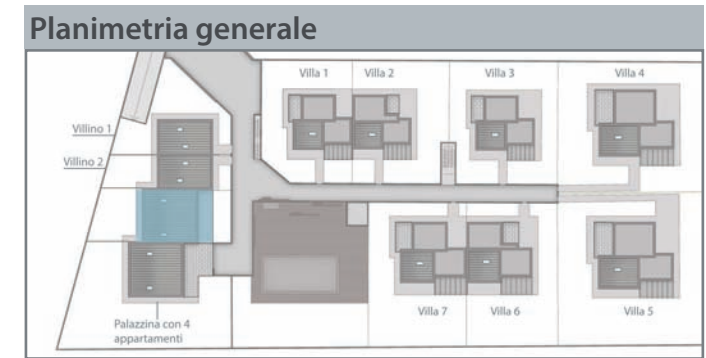 Planimetria generale
Villa 1
Villa 2
Villa 3
Villa 4
Villino 1
Villino 2
Villa 7
Villa 6
Villa 5
Palazzina con 4
appartamenti